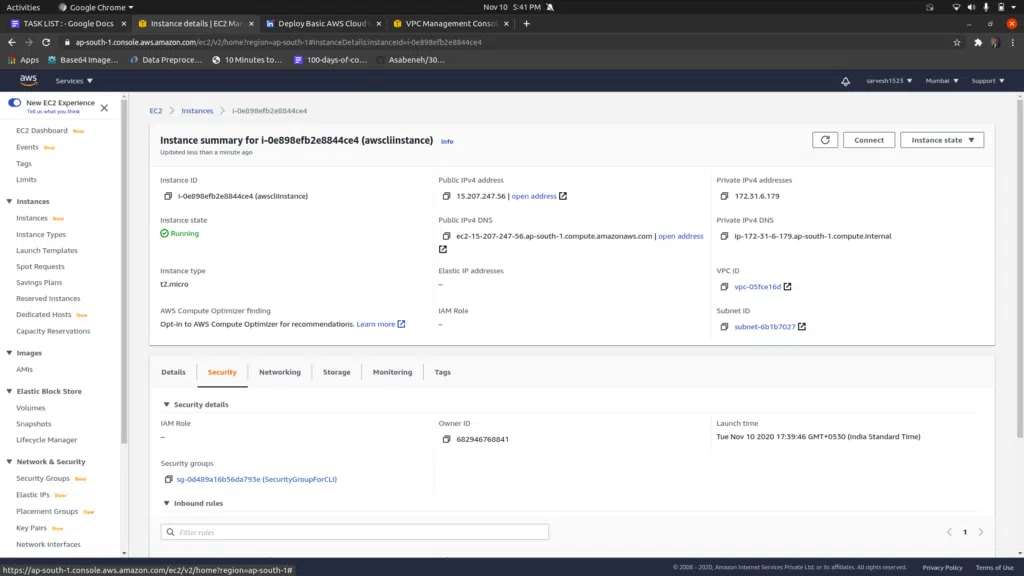 Activities
Google Chrome
Nov 10 5:41 PM
TASK LIST : - Google Docs
Instance details | EC2 Mar
Deploy Basic AWS Cloud
VPC Management Conso
ap-south-1.console.aws.amazon.com/ec2/v2/home?region=ap-south-1#InstanceDetails:instanceId=i-0e898efb2e8844ce4
Apps
Base64 Image...
Data Preproce...
10 Minutes to...
100-days-of-co...
Asabeneh/30...
aws
Services
sarvesh1523
Mumbai
Support
New EC2 Experience
Tell us what you think
EC2 Dashboard New
Events New
Tags
Limits
Instances
Instances New
Instance Types
Launch Templates
Spot Requests
Savings Plans
Reserved Instances
Dedicated Hosts New
Capacity Reservations
Images
AMIs
Elastic Block Store
Volumes
Snapshots
Lifecycle Manager
Network & Security
Security Groups New
Elastic IPs New
Placement Groups New
Key Pairs New
Network Interfaces
EC2
Instances
i-0e898efb2e8844ce4
Instance summary for i-0e898efb2e8844ce4 (awscliinstance) Info
Updated less than a minute ago
Connect
Instance state
Instance ID
i-0e898efb2e8844ce4 (awscliinstance)
Public IPv4 address
15.207.247.56 | open address
Private IPv4 addresses
172.31.6.179
Instance state
Running
Public IPv4 DNS
ec2-15-207-247-56.ap-south-1.compute.amazonaws.com | open address
Private IPv4 DNS
ip-172-31-6-179.ap-south-1.compute.internal
Instance type
t2.micro
Elastic IP addresses
–
VPC ID
vpc-05fce16d
AWS Compute Optimizer finding
Opt-in to AWS Compute Optimizer for recommendations. Learn more
IAM Role
–
Subnet ID
subnet-6b1b7027
Details
Security
Networking
Storage
Monitoring
Tags
Security details
IAM Role
–
Owner ID
682946768841
Launch time
Tue Nov 10 2020 17:39:46 GMT+0530 (India Standard Time)
Security groups
sg-0d489a16b56da793e (SecurityGroupForCLI)
Inbound rules
Filter rules
1
https://ap-south-1.console.aws.amazon.com/ec2/v2/home?region=ap-south-1#
© 2008 - 2020, Amazon Internet Services Private Ltd. or its affiliates. All rights reserved.
Privacy Policy
Terms of Use